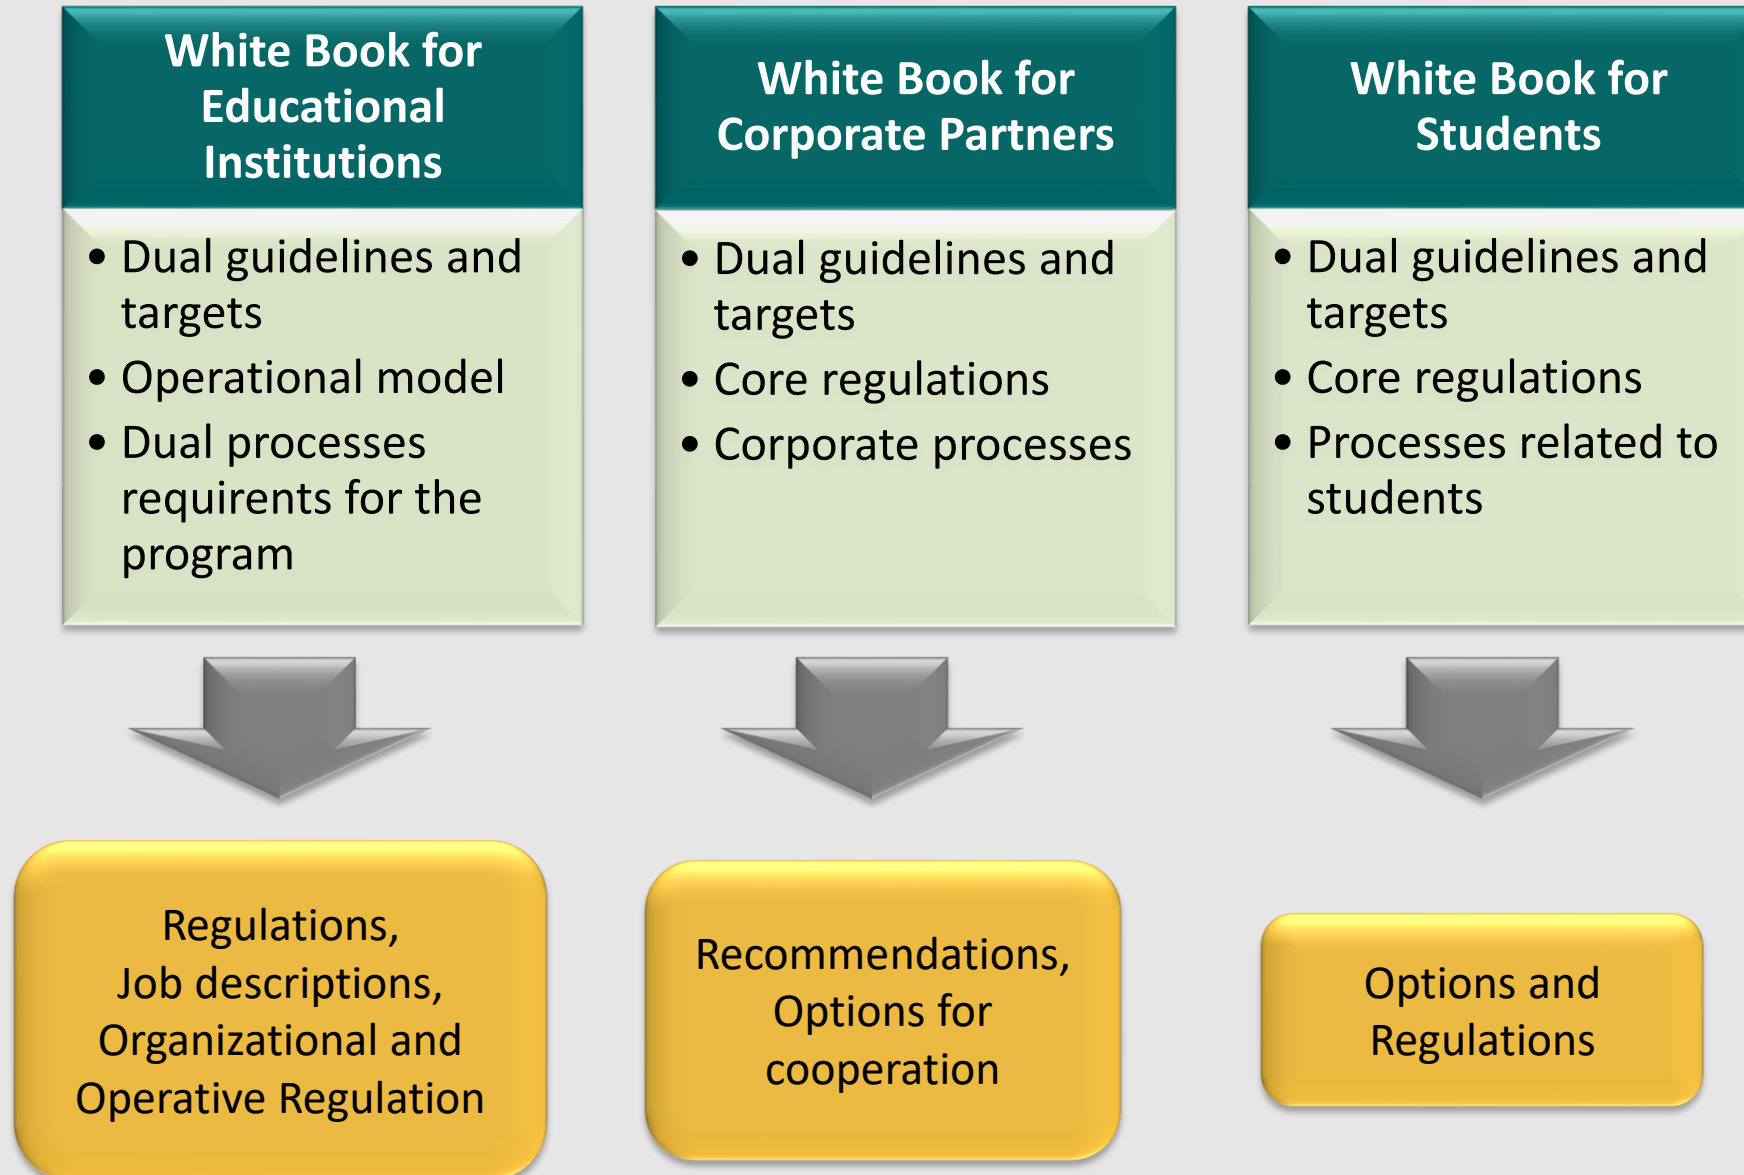 White Book for
Educational
Institutions
• Dual guidelines and
targets
• Operational model
• Dual processes
requirents for the
program
Regulations,
Job descriptions,
Organizational and
Operative Regulation
White Book for
Corporate Partners
• Dual guidelines and
targets
• Core regulations
• Corporate processes
Recommendations,
Options for
cooperation
White Book for
Students
• Dual guidelines and
targets
• Core regulations
• Processes related to
students
Options and
Regulations